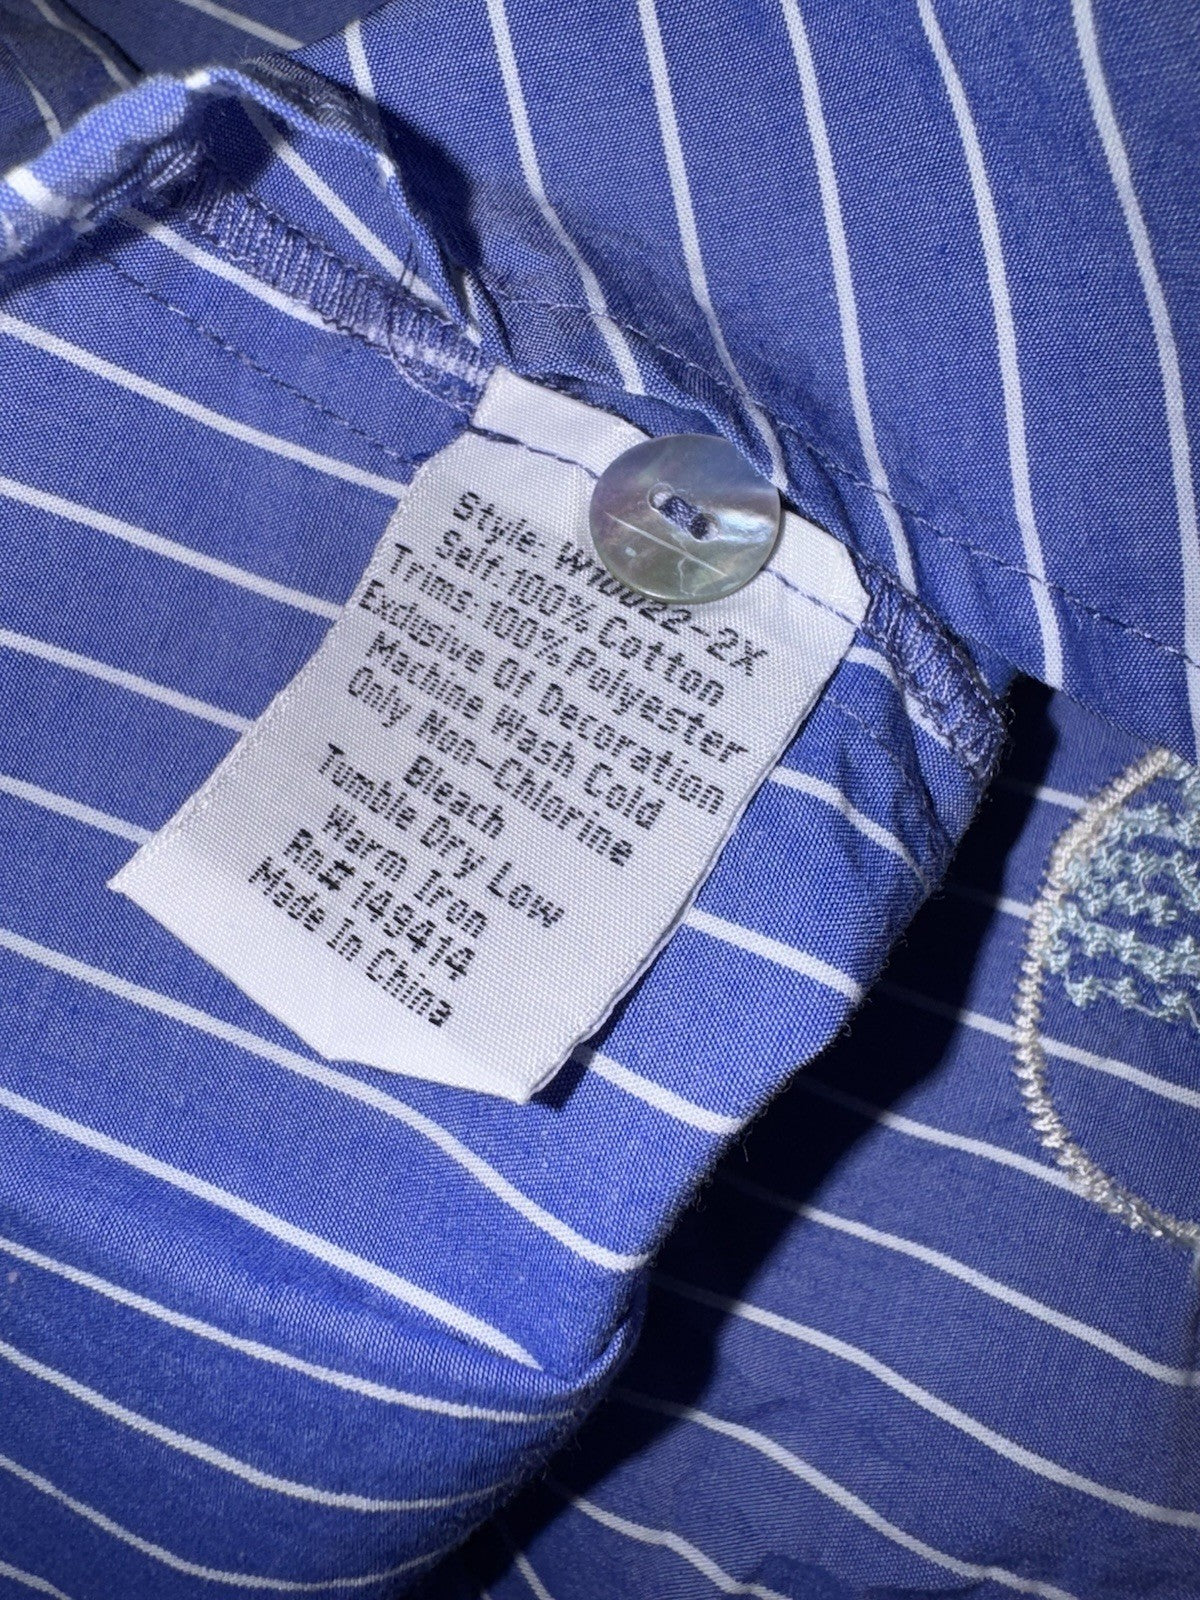 Style: W10022-2X
Self:100% Cotton
Trims:100% Polyester
Exclusive Of Decoration
Machine Wash Cold
Only Non-Chlorine
Bleach
Tumble Dry Low
Warm Iron
Rn# 149414
Made In China